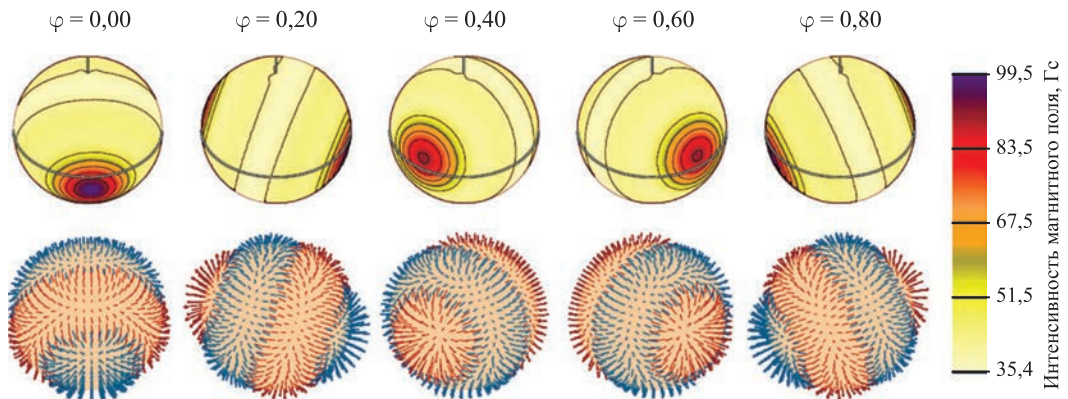 φ = 0,00
φ = 0,20
φ = 0,40
φ = 0,60
φ = 0,80
99,5
83,5
67,5
51,5
35,4
Интенсивность магнитного поля, Гс